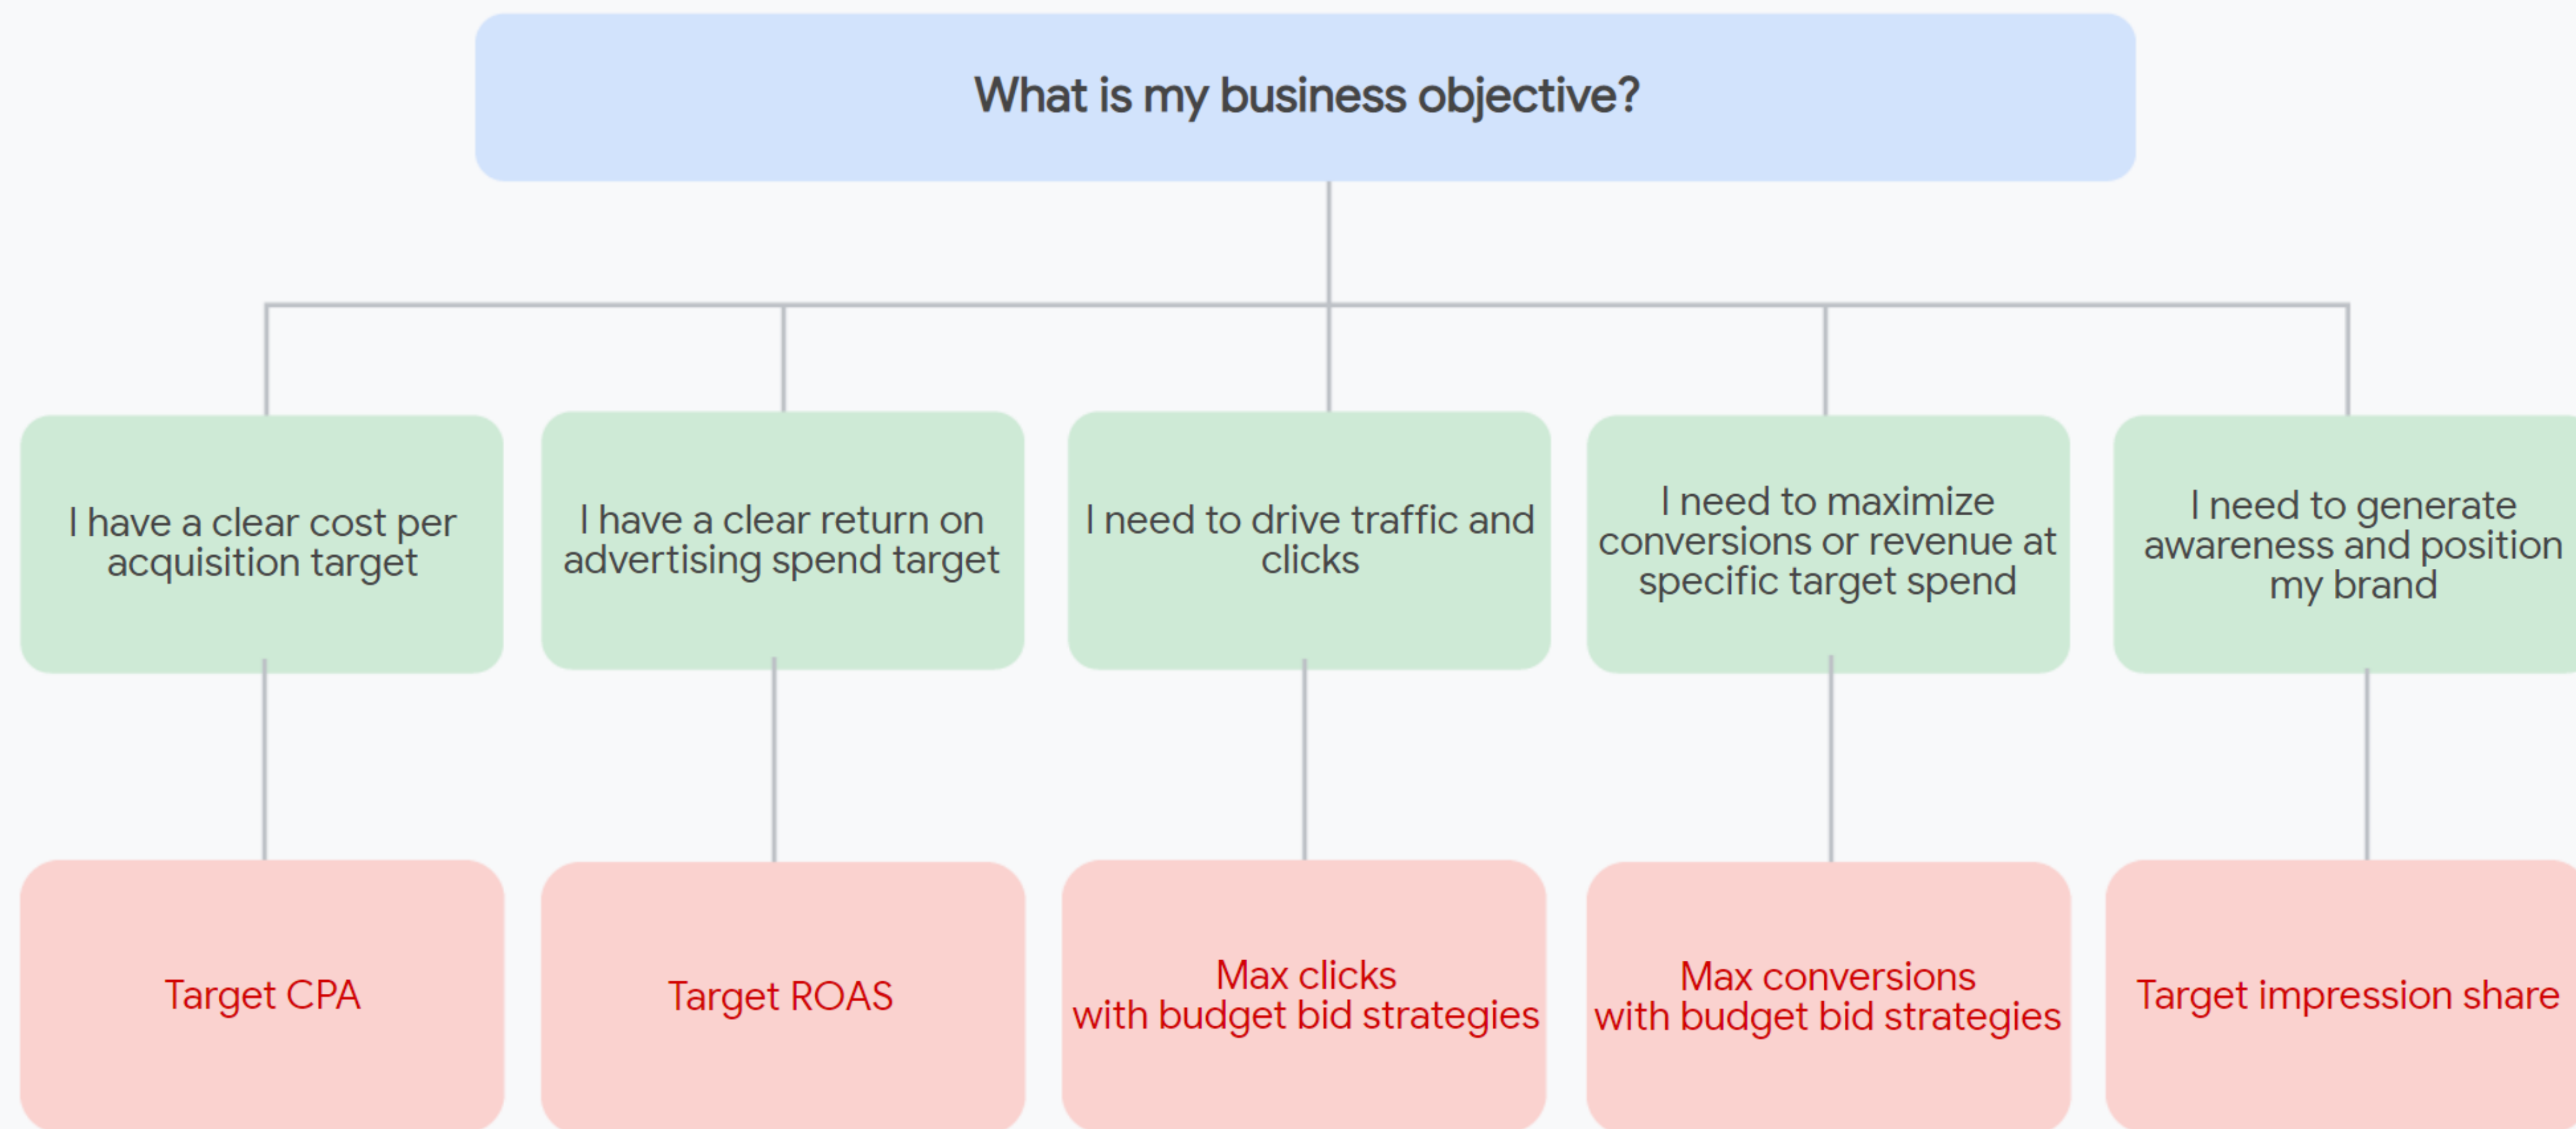 What is my business objective?
I have a clear cost per
acquisition target
I have a clear return on
advertising spend target
I need to drive traffic and
clicks
I need to maximize
conversions or revenue at
specific target spend
I need to generate
awareness and position
my brand
Target CPA
Target ROAS
Max clicks
with budget bid strategies
Max conversions
with budget bid strategies
Target impression share